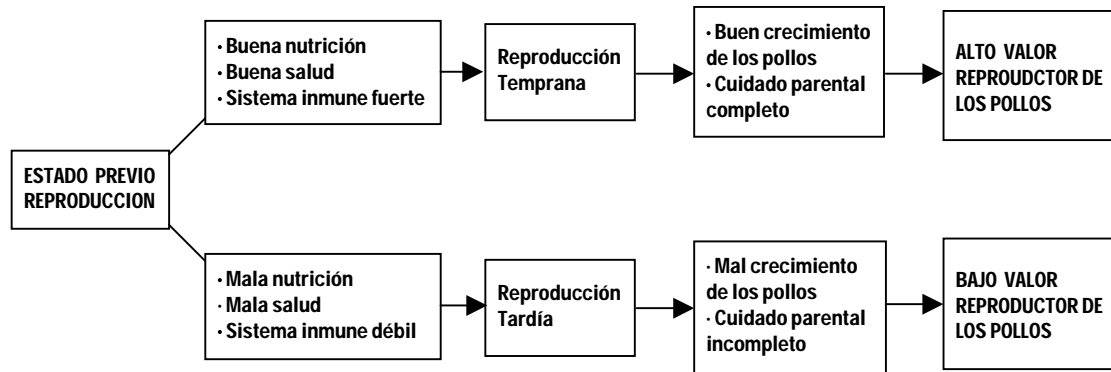 ESTADO PREVIO
REPRODUCCION
· Buena nutrición
· Buena salud
· Sistema inmune fuerte
Reproducción
Temprana
· Buen crecimiento
de los pollos
· Cuidado parental
completo
ALTO VALOR
REPROUDCTOR DE
LOS POLLOS
· Mala nutrición
· Mala salud
· Sistema inmune débil
Reproducción
Tardía
· Mal crecimiento
de los pollos
· Cuidado parental
incompleto
BAJO VALOR
REPRODUCTOR DE
LOS POLLOS